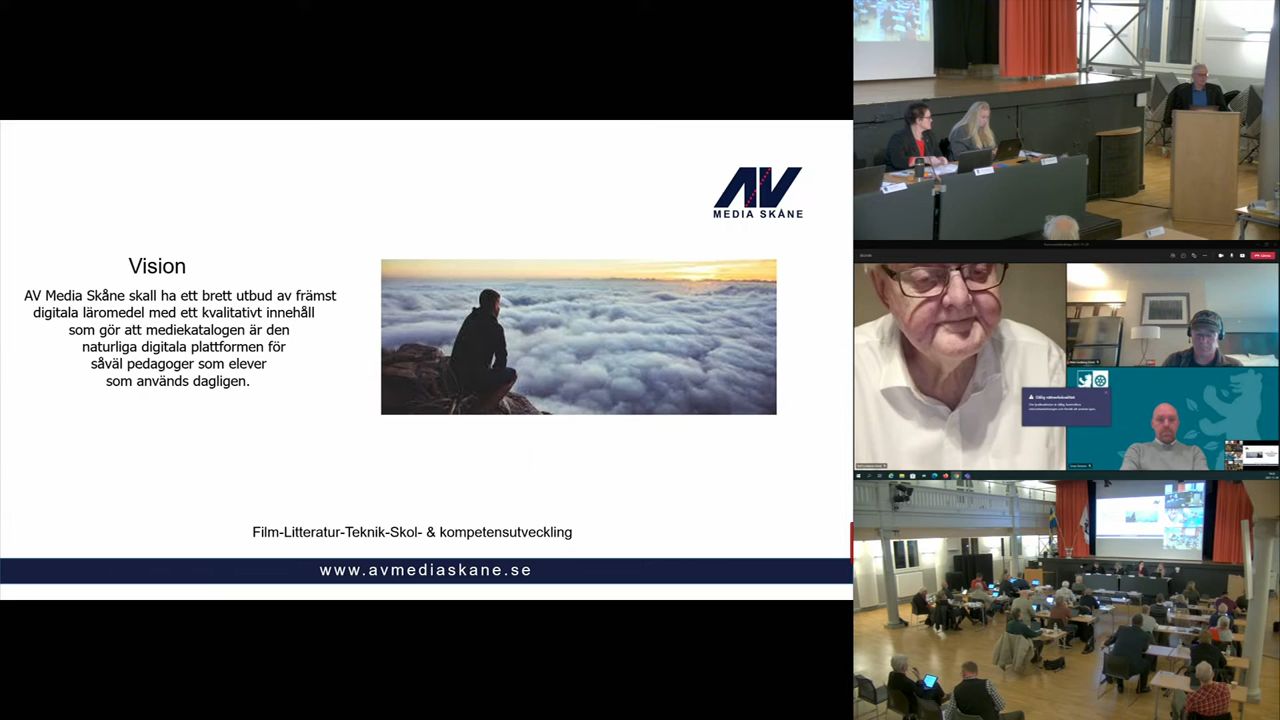 AV
MEDIA SKÅNE
Vision
AV Media Skåne skall ha ett brett utbud av främst
digitala läromedel med ett kvalitativt innehåll
som gör att mediekatalogen är den
naturliga digitala plattformen för
såväl pedagoger som elever
som används dagligen.
Film-Litteratur-Teknik-Skol- & kompetensutveckling
www.avmediaskane.se